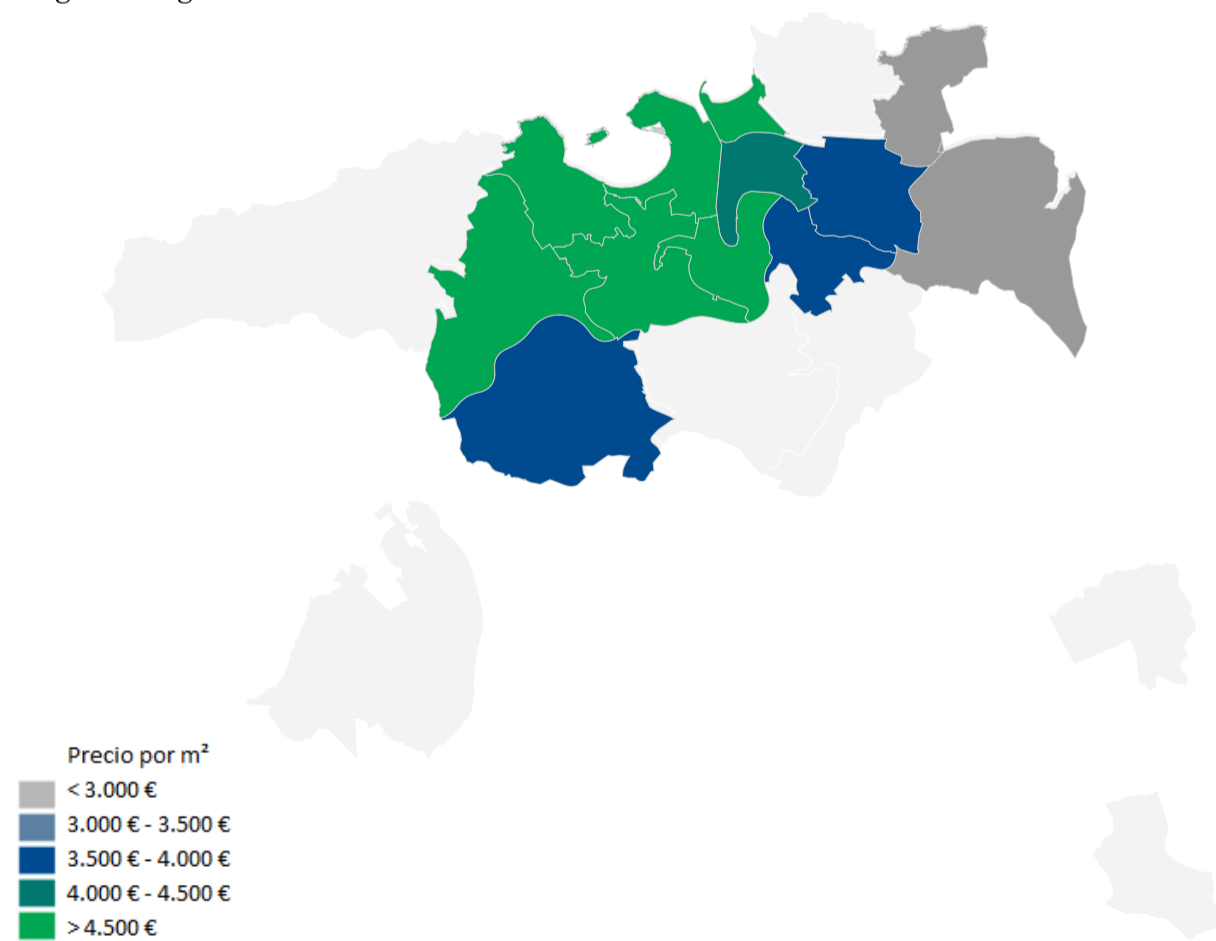 Precio por m²
< 3.000 €
3.000 € - 3.500 €
3.500 € - 4.000 €
4.000 € - 4.500 €
> 4.500 €